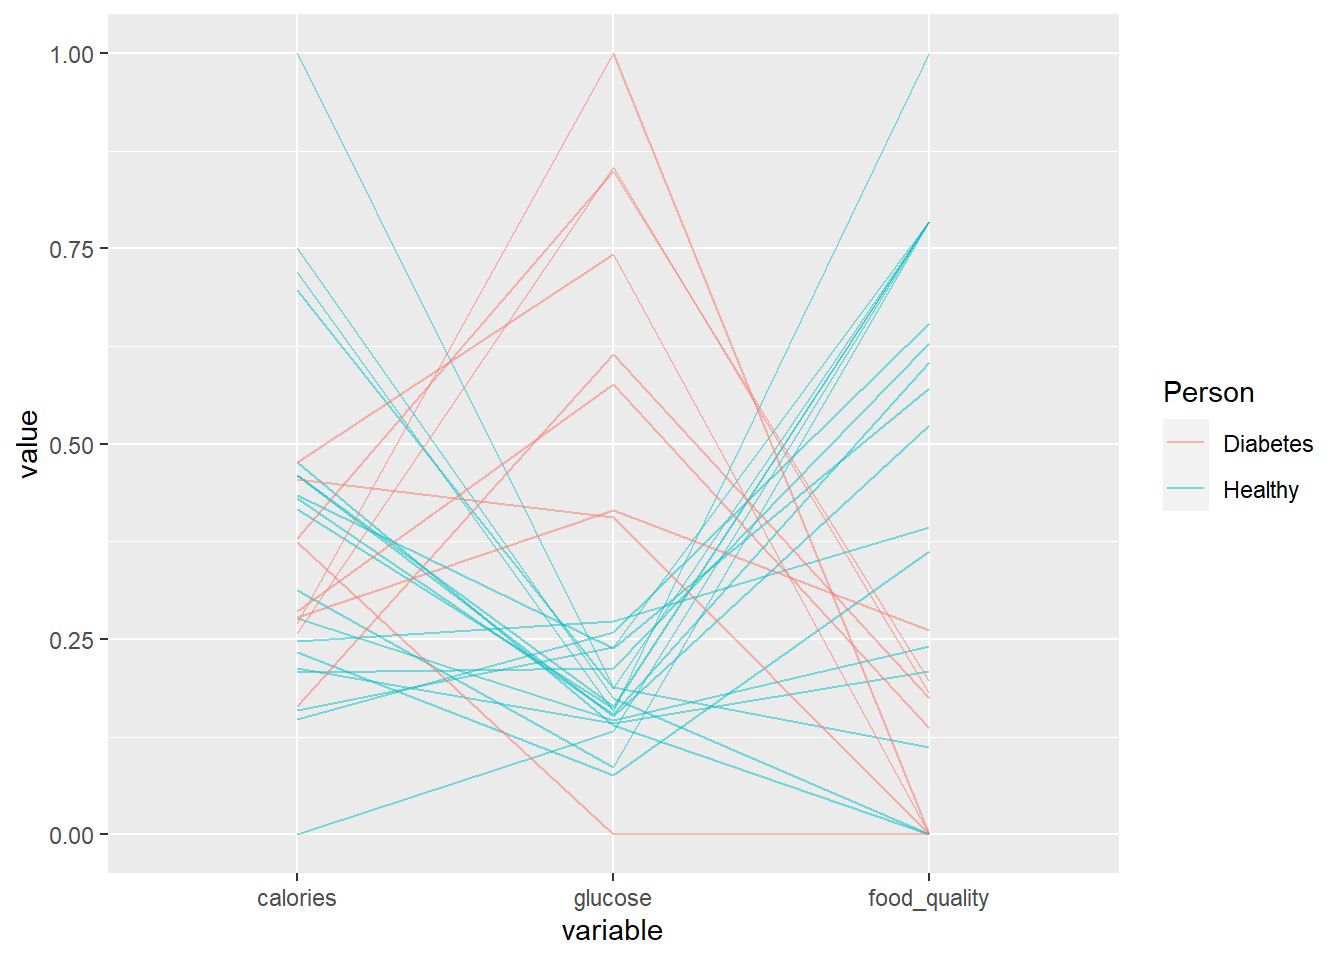 1.00
0.75
0.50
0.25
0.00
value
calories glucose food_quality
variable
Person
Diabetes
Healthy